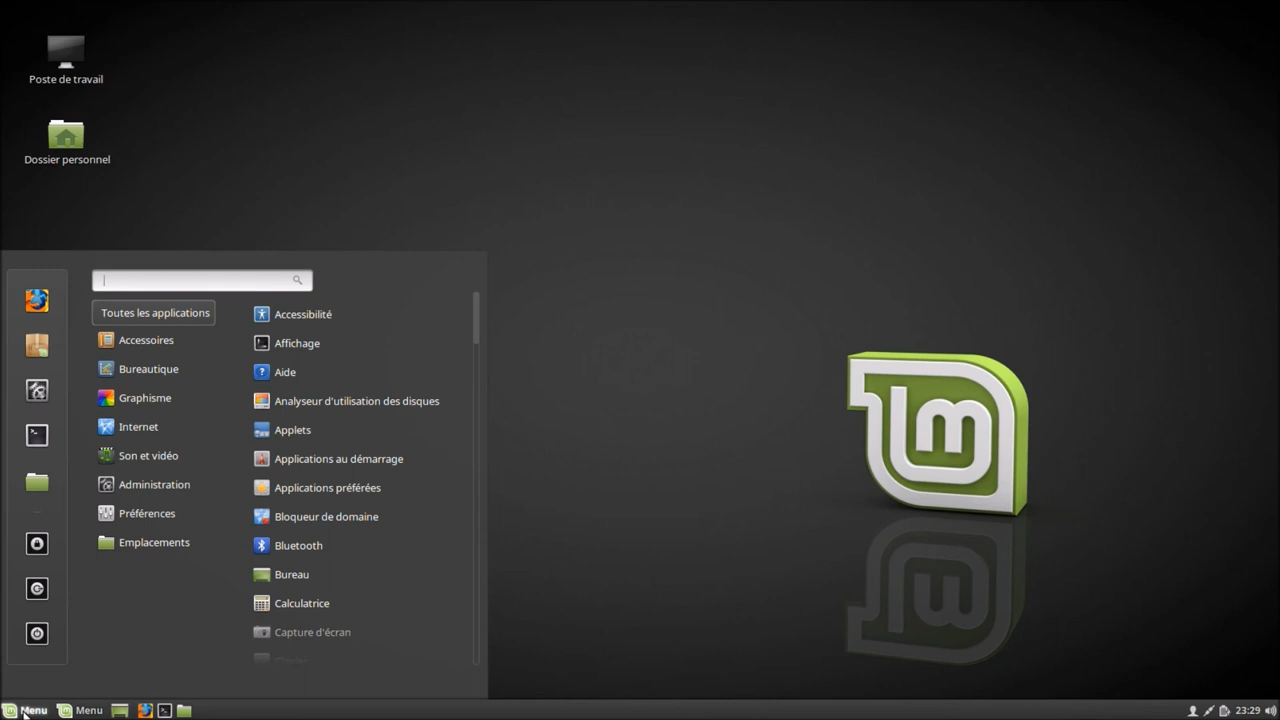 Poste de travail
Dossier personnel
Toutes les applications
Accessoires
Bureautique
Graphisme
Internet
Son et vidéo
Administration
Préférences
Emplacements
Accessibilité
Affichage
Aide
Analyseur d'utilisation des disques
Applets
Applications au démarrage
Applications préférées
Bloqueur de domaine
Bluetooth
Bureau
Calculatrice
Capture d'écran
Clavier
Menu
Menu
23:29